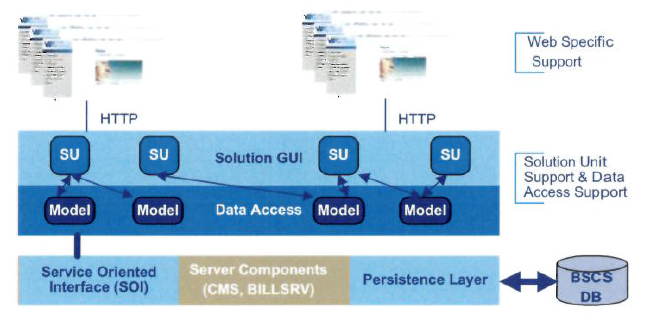 Web Specific
Support
HTTP
HTTP
SU
SU
Solution GUI
SU
SU
Solution Unit
Support & Data
Access Support
Model
Model
Data Access
Model
Model
Service Oriented
Interface (SOI)
Server Components
(CMS, BILLSRV)
Persistence Layer
BSCS
DB